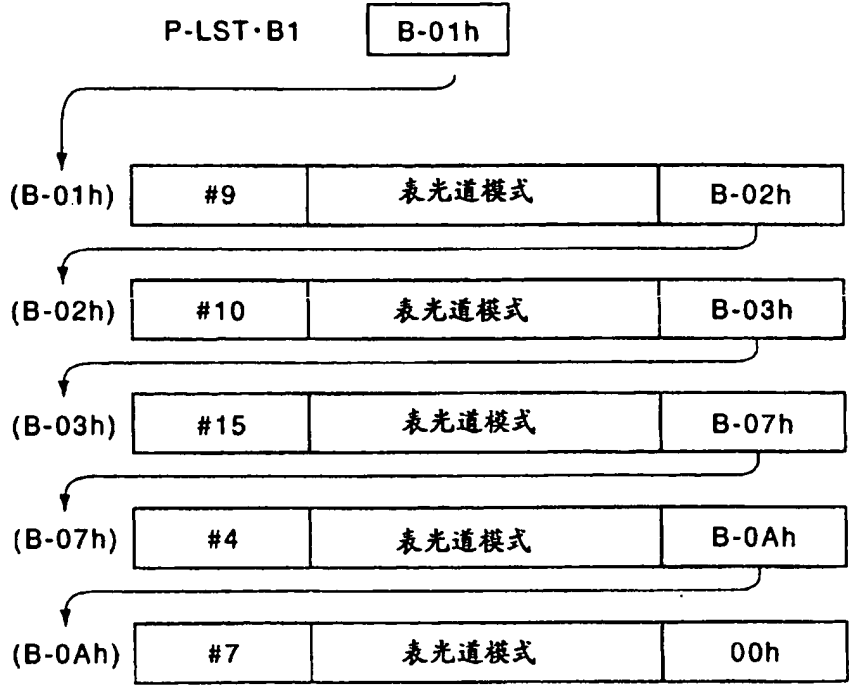 P-LST·B1 B-01h
(B-01h) #9 表光道模式 B-02h
(B-02h) #10 表光道模式 B-03h
(B-03h) #15 表光道模式 B-07h
(B-07h) #4 表光道模式 B-0Ah
(B-0Ah) #7 表光道模式 00h